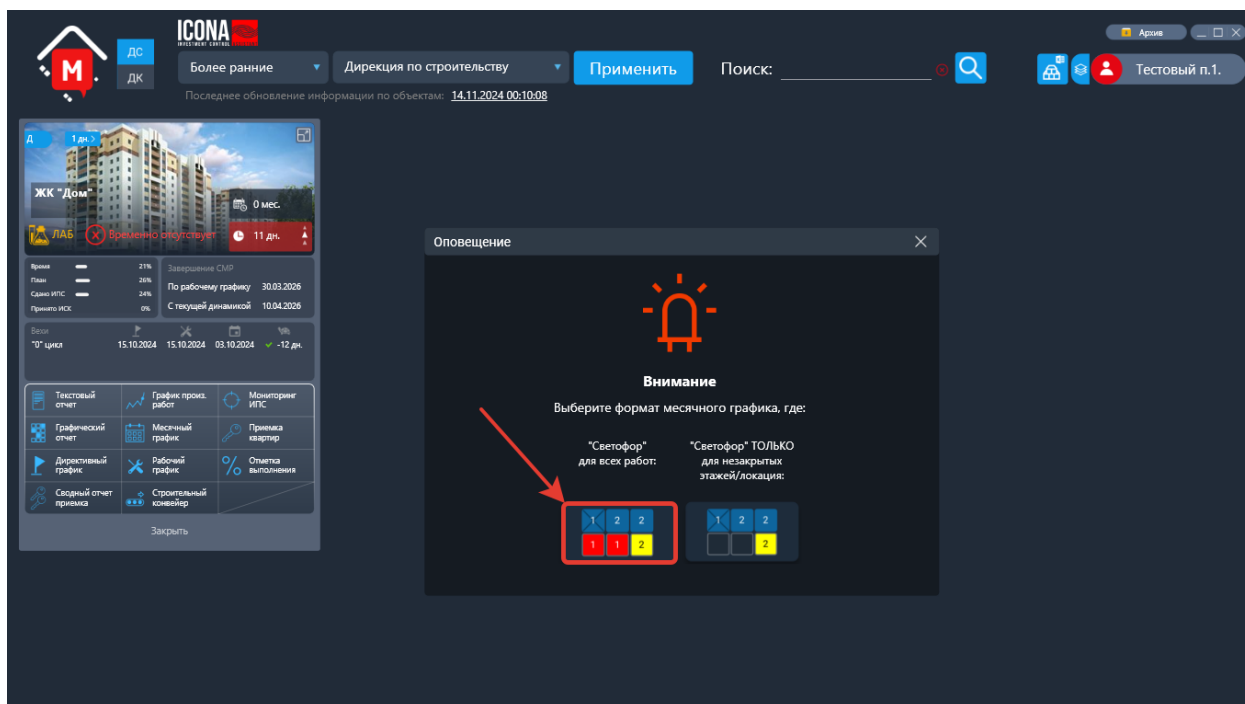 ICONA
INVESTMENT CONTROL
М
ДС
ДК
Более ранние
Дирекция по строительству
Применить
Поиск:
Архив
Тестовый п.1.
Последнее обновление информации по объектам: 14.11.2024 00:10:08
Д
1 дн. >
ЖК "Дом"
0 мес.
ЛАБ
Временно отсутствует
11 дн.
Время 21%
План 26%
Сдано ИПС 24%
Принято ИСК 0%
Завершение СМР
По рабочему графику 30.03.2026
С текущей динамикой 10.04.2026
Вехи
"0" цикл 15.10.2024 15.10.2024 03.10.2024 -12 дн.
Текстовый
отчет
График произ.
работ
Мониторинг
ИПС
Графический
отчет
Месячный
график
Приемка
квартир
Директивный
график
Рабочий
график
Отметка
выполнения
Сводный отчет
приемка
Строительный
конвейер
Закрыть
Оповещение
Внимание
Выберите формат месячного графика, где:
"Светофор"
для всех работ:
"Светофор" ТОЛЬКО
для незакрытых
этажей/локация:
1 2 2
1 1 2
1 2 2
2